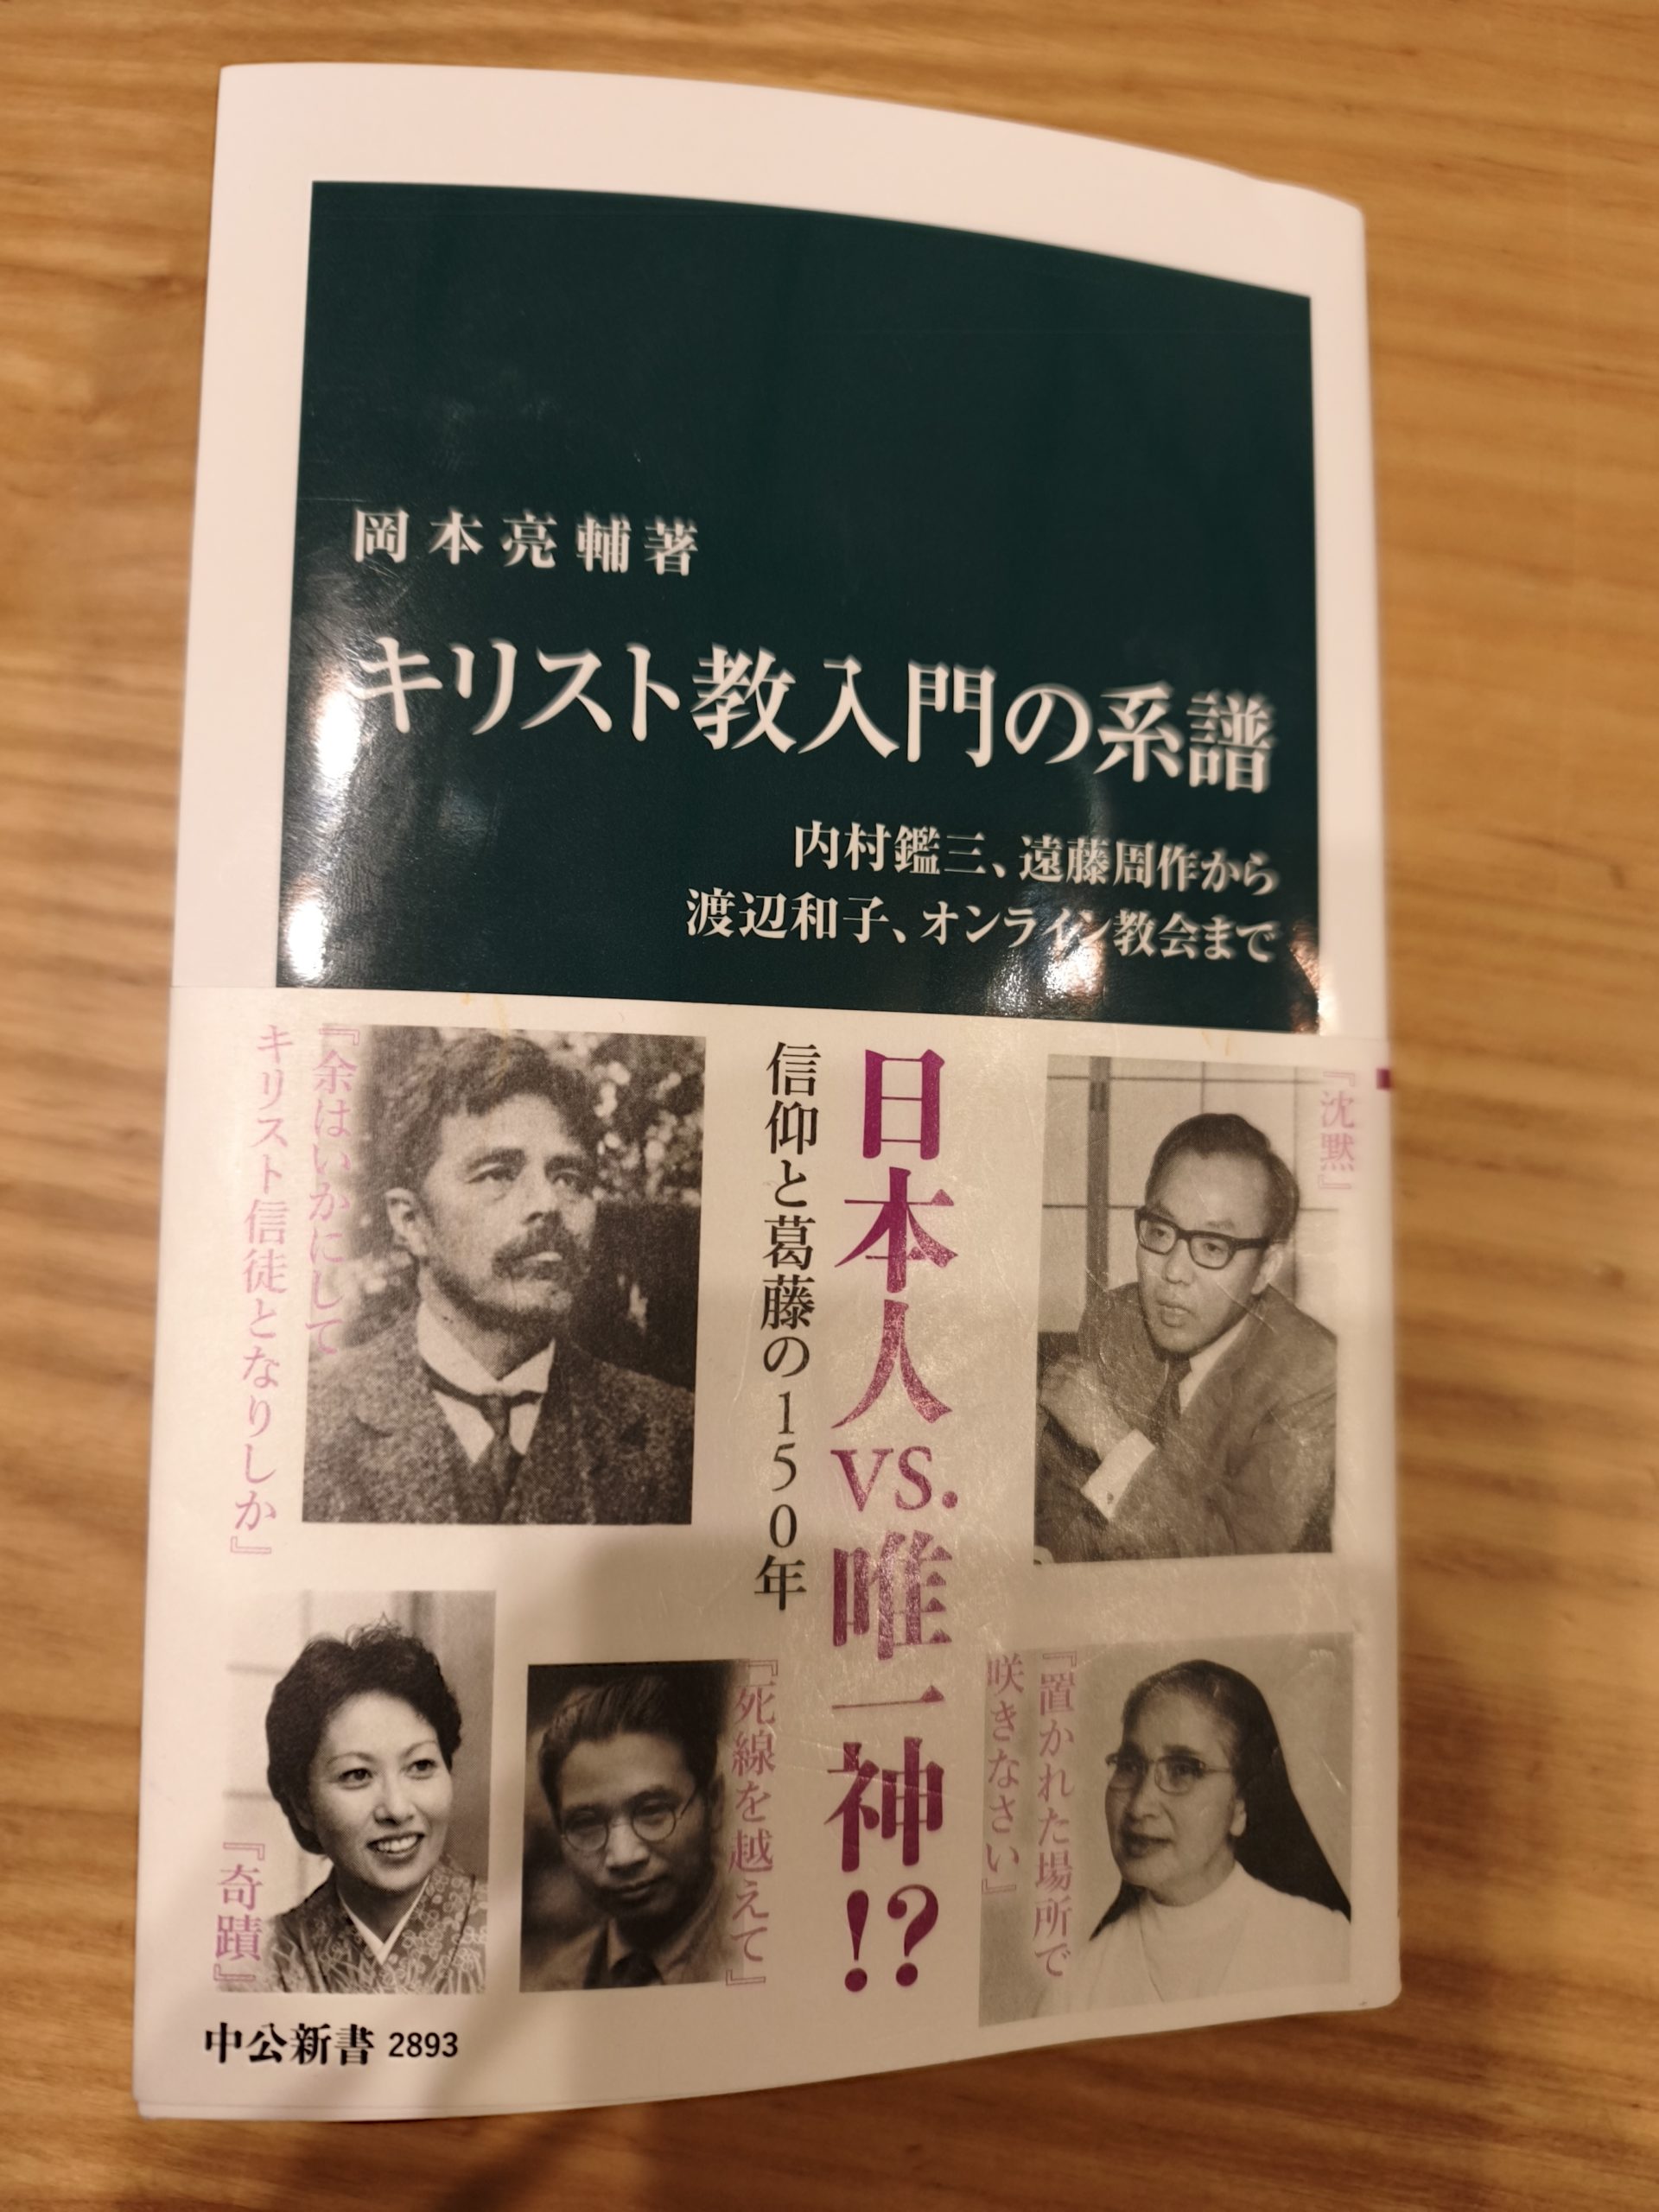 岡本亮輔著
キリスト教入門の系譜
内村鑑三、遠藤周作から
渡辺和子、オンライン教会まで
『沈黙』
日本人vs.唯一神!?
信仰と葛藤の150年
『余はいかにして
キリスト信徒となりしか』
『置かれた場所で
咲きなさい』
『死線を越えて』
『奇蹟』
中公新書 2893